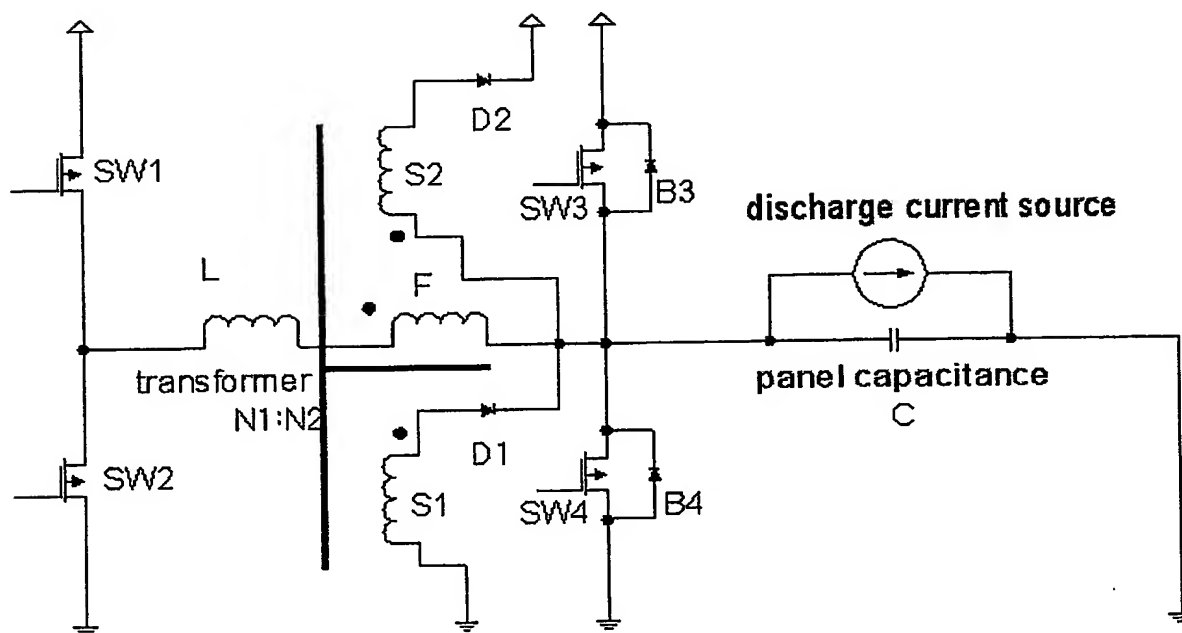 D2
SW1
S2
SW3
B3
discharge current source
L
F
transformer
N1:N2
panel capacitance
C
D1
SW2
S1
SW4
B4